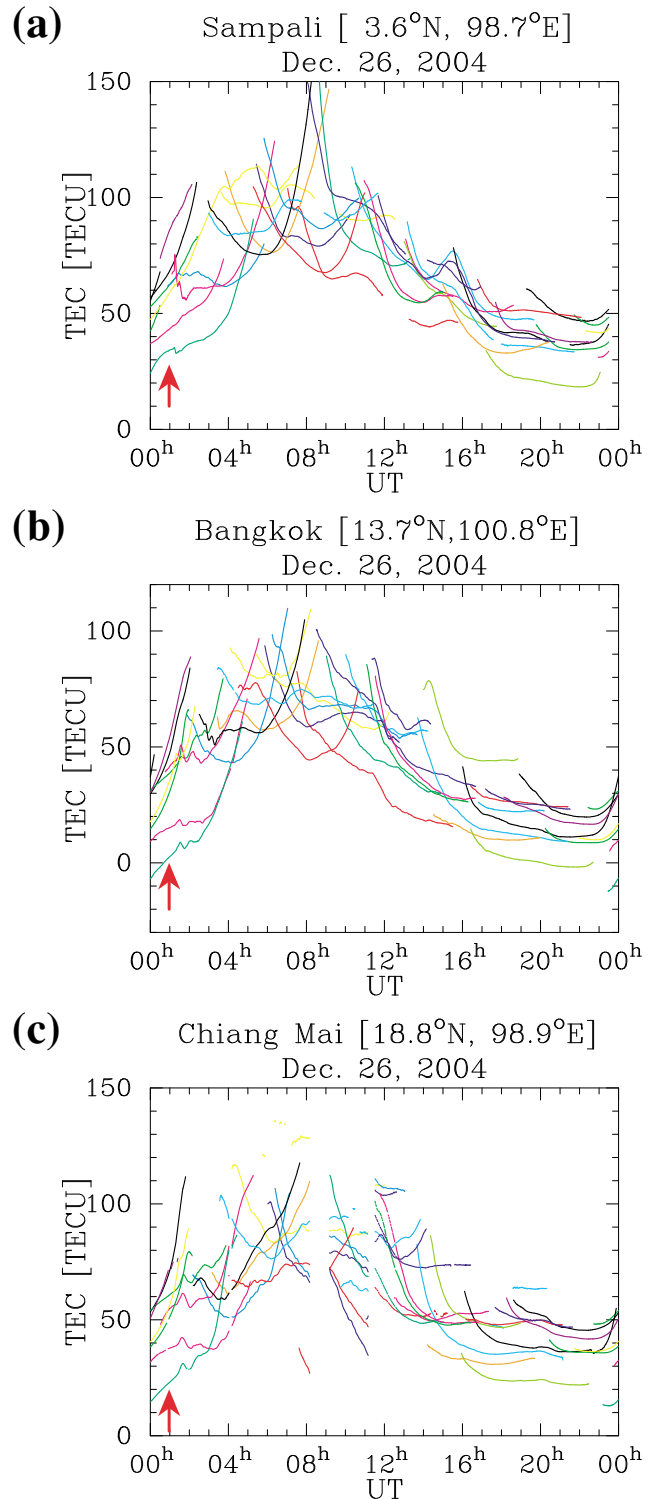 (a)
Sampali [ 3.6°N, 98.7°E]
Dec. 26, 2004
TEC [TECU]
150
100
50
0
00h 04h 08h 12h 16h 20h 00h
UT
(b)
Bangkok [13.7°N,100.8°E]
Dec. 26, 2004
TEC [TECU]
100
50
0
00h 04h 08h 12h 16h 20h 00h
UT
(c)
Chiang Mai [18.8°N, 98.9°E]
Dec. 26, 2004
TEC [TECU]
150
100
50
0
00h 04h 08h 12h 16h 20h 00h
UT